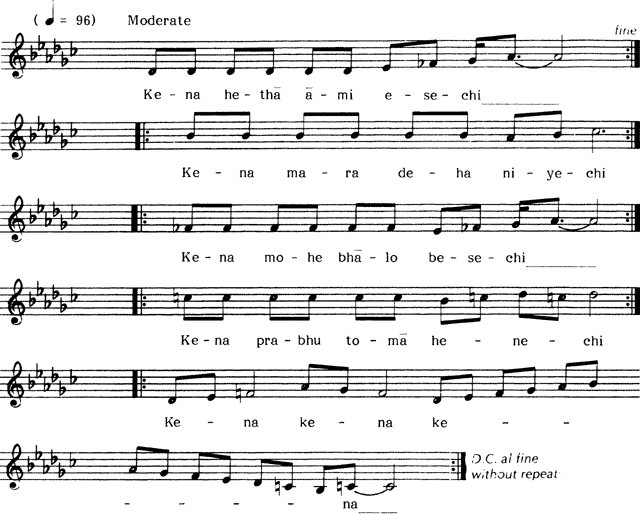 ( ♩ = 96) Moderate
fine
Ke – na he – thā ā – mi e – se – chi
Ke – na ma – ra de – ha ni – ye – chi
Ke – na mo – he bhā – lo be – se – chi
Ke – na pra – bhu to – mā he – ne – chi
Ke – na ke – na ke – – –
– – – – – na
D.C. al fine
without repeat